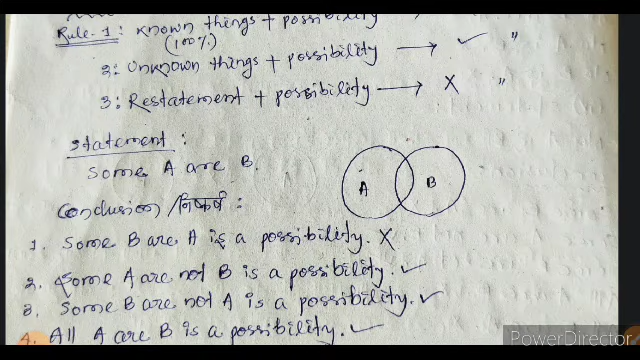 Rule-1: Known things + possibility
(100%)
2: Unknown things + possibility → ✓ "
3: Restatement + possibility → X "
Statement:
Some A are B.
A B
Conclusion/निष्कर्ष:
1. Some B are A is a possibility. X
2. Some A are not B is a possibility. ✓
3. Some B are not A is a possibility. ✓
4. All A are B is a possibility. ✓
PowerDirector